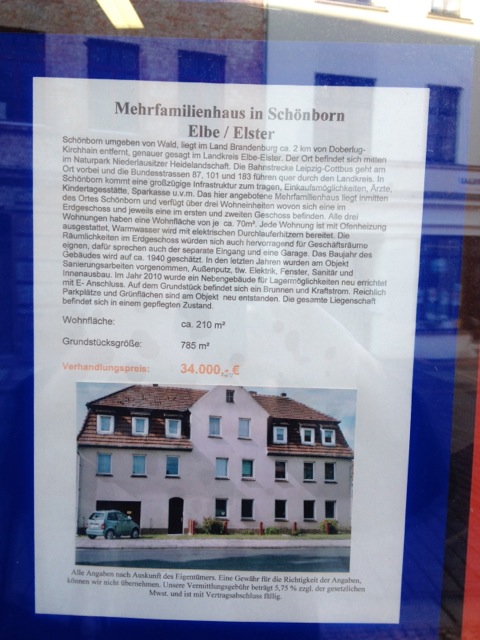 Mehrfamilienhaus in Schönborn
Elbe / Elster
Schönborn umgeben von Wald, liegt im Land Brandenburg ca. 2 km von Doberlug-
Kirchhain entfernt, genauer gesagt im Landkreis Elbe-Elster. Der Ort befindet sich mitten
im Naturpark Niederlausitzer Heidelandschaft. Die Bahnstrecke Leipzig-Cottbus geht am
Ort vorbei und die Bundesstrassen 87, 101 und 183 führen quer durch den Landkreis. In
Schönborn kommt eine großzügige Infrastruktur zum tragen, Einkaufsmöglichkeiten, Ärzte,
Kindertagesstätte, Sparkasse u.v.m. Das hier angebotene Mehrfamilienhaus liegt inmitten
des Ortes Schönborn und verfügt über drei Wohneinheiten wovon sich eine im
Erdgeschoss und jeweils eine im ersten und zweiten Geschoss befinden. Alle drei
Wohnungen haben eine Wohnfläche von je ca. 70m². Jede Wohnung ist mit Ofenheizung
ausgestattet, Warmwasser wird mit elektrischen Durchlauferhitzern bereitet. Die
Räumlichkeiten im Erdgeschoss würden sich auch hervorragend für Geschäftsräume
eignen, dafür sprechen auch der separate Eingang und eine Garage. Das Baujahr des
Gebäudes wird auf ca. 1940 geschätzt. In den letzten Jahren wurden am Objekt
Sanierungsarbeiten vorgenommen, Außenputz, tlw. Elektrik, Fenster, Sanitär und
Innenausbau. Im Jahr 2010 wurde ein Nebengebäude für Lagermöglichkeiten neu errichtet
mit E- Anschluss. Auf dem Grundstück befindet sich ein Brunnen und Kraftstrom. Reichlich
Parkplätze und Grünflächen sind am Objekt neu entstanden. Die gesamte Liegenschaft
befindet sich in einem gepflegten Zustand.
Wohnfläche: ca. 210 m²
Grundstücksgröße: 785 m²
Verhandlungspreis: 34.000,- €
Alle Angaben nach Auskunft des Eigentümers. Eine Gewähr für die Richtigkeit der Angaben,
können wir nicht übernehmen. Unsere Vermittlungsgebühr beträgt 5,75 % zzgl. der gesetzlichen
Mwst. und ist mit Vertragsabschluss fällig.